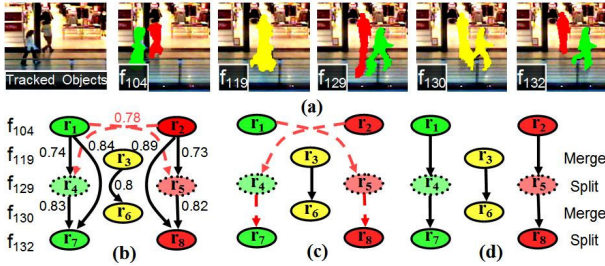 Tracked Objects f104 f119 f129 f130 f132
(a)
f104 r1 0.78 r2 r1 r2 r1 r2
f119 0.74 0.84 r3 0.89 0.73 r3 r3 Merge
f129 r4 0.8 r5 r4 r5 r4 r5 Split
f130 0.83 r6 0.82 r6 r6 Merge
f132 r7 (b) r8 r7 (c) r8 r7 (d) r8 Split